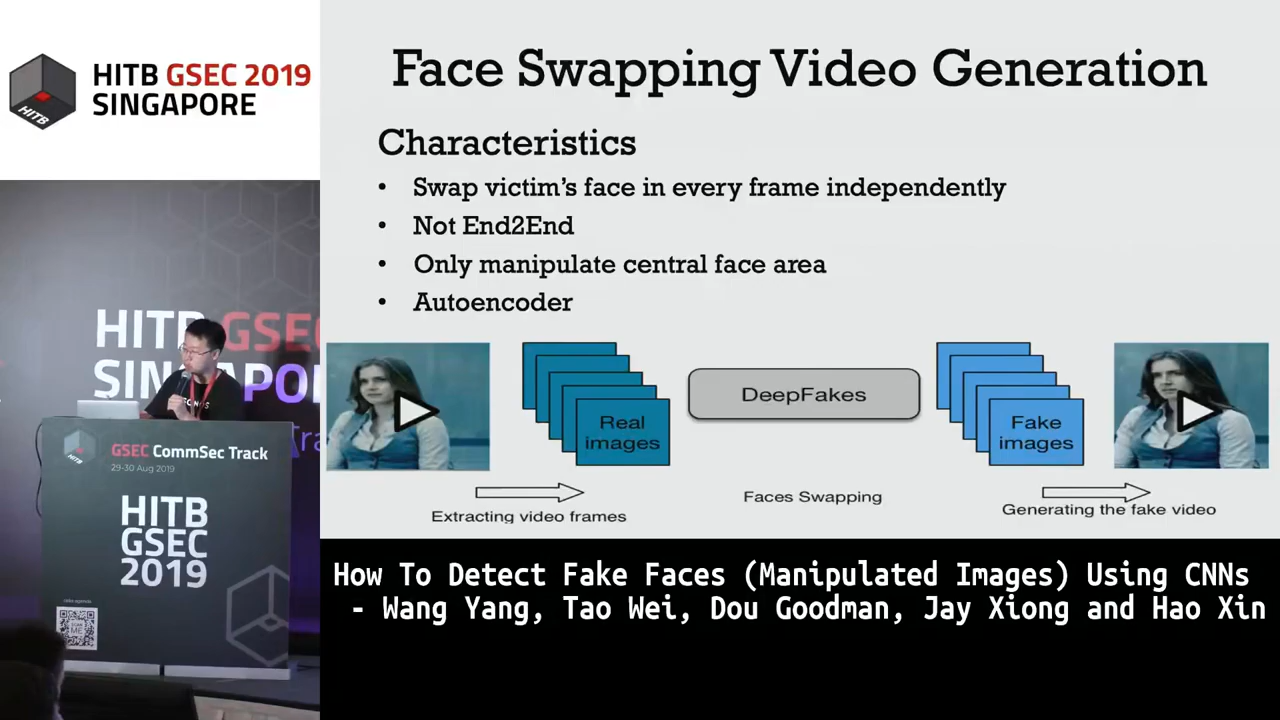 HITB GSEC 2019
SINGAPORE
HITB
Face Swapping Video Generation
Characteristics
• Swap victim's face in every frame independently
• Not End2End
• Only manipulate central face area
• Autoencoder
Real
images
DeepFakes
Fake
images
Extracting video frames
Faces Swapping
Generating the fake video
HITB GSEC
SINGAPO
GSEC CommSec Track
29-30 Aug 2019
HITB
GSEC
2019
How To Detect Fake Faces (Manipulated Images) Using CNNs
- Wang Yang, Tao Wei, Dou Goodman, Jay Xiong and Hao Xin